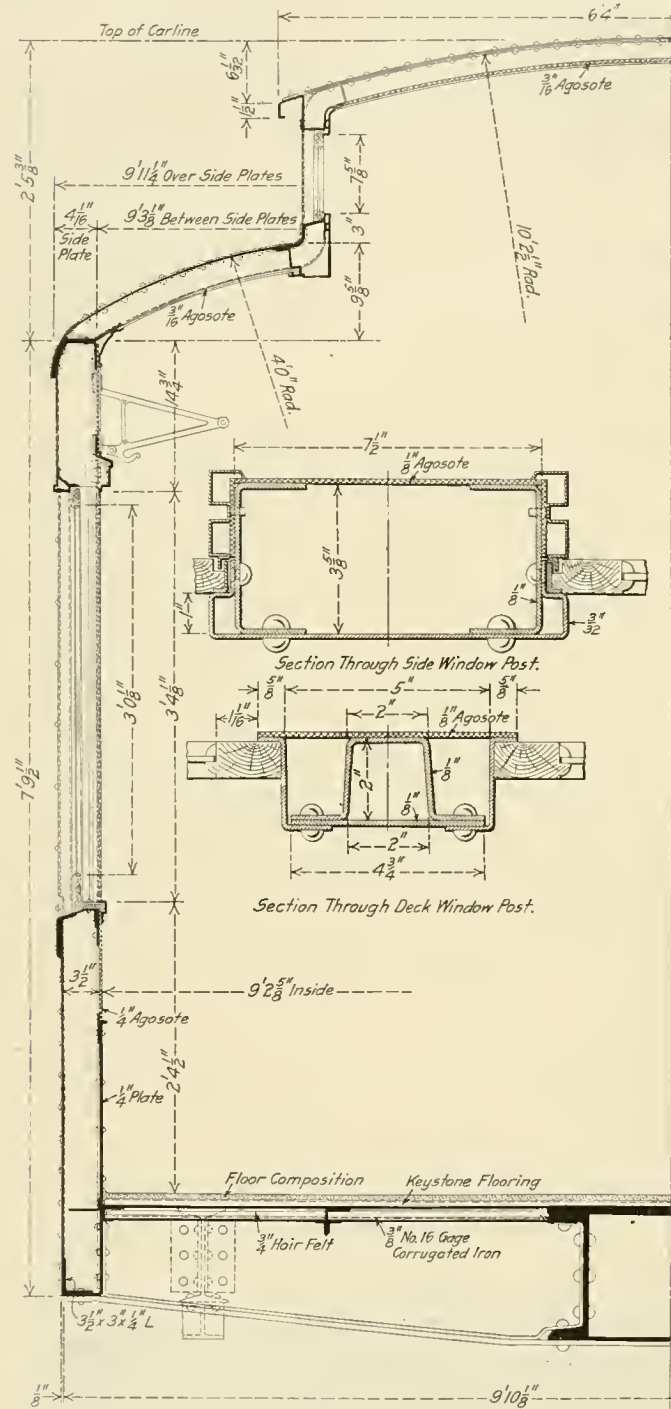 6'4"
Top of Carline
6 1/32"
1/2"
3/16" Agosote
2' 5 3/8"
9' 11 1/4" Over Side Plates
7 5/8"
4 1/16"
9' 3 1/8" Between Side Plates
Side
Plate
3"
10' 2 1/2" Rad.
9 5/8"
3/16" Agosote
4'0" Rad.
14 3/4"
7 1/2"
1/8" Agosote
3 5/8"
1"
1/8"
3/32"
Section Through Side Window Post.
5/8"
5"
5/8"
1 1/16"
2"
1/8" Agosote
3' 0 1/8"
3' 4 1/8"
2"
1/8"
1/8"
2"
4 3/4"
7' 9 1/2"
Section Through Deck Window Post.
3 1/2"
9' 2 5/8" Inside
1/4" Agosote
2' 4 1/2"
1/4" Plate
Floor Composition
Keystone Flooring
3/4" Hair Felt
3/8" No. 16 Gage
Corrugated Iron
3 1/2" x 3" x 1/4" L
1/8"
9' 10 1/8"